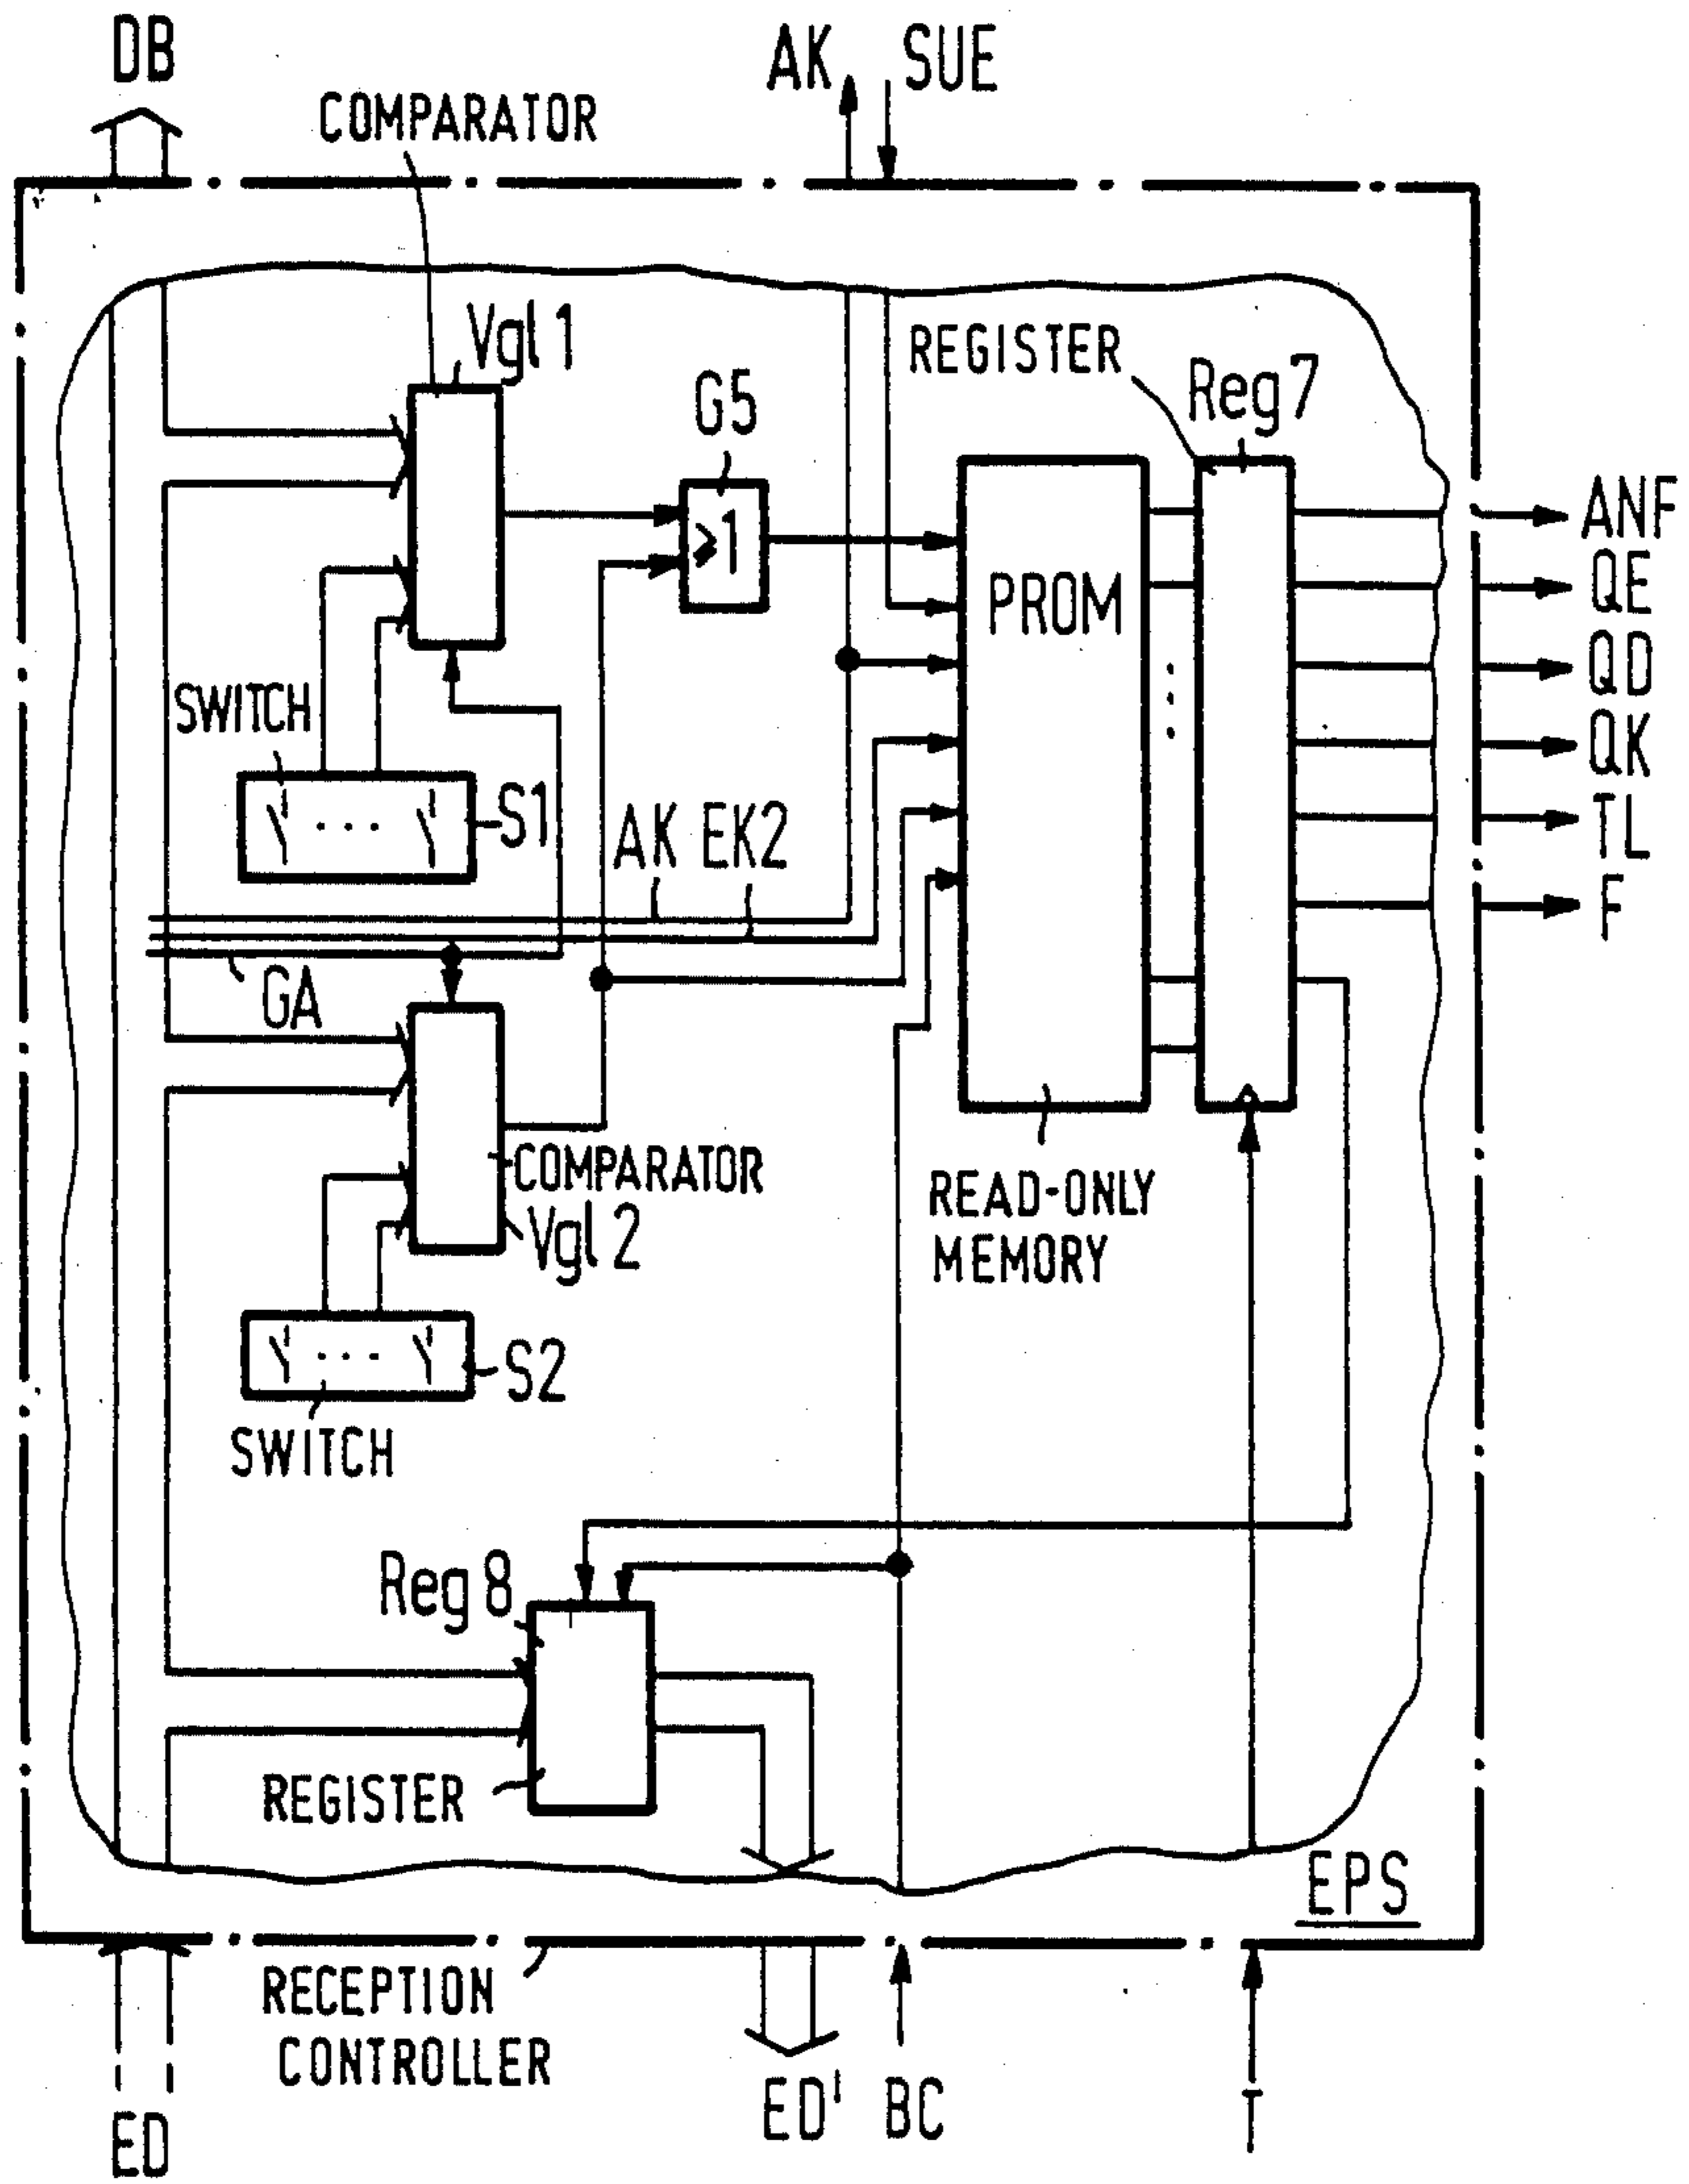 DB
AK
SUE
COMPARATOR
Vgl 1
G5
≥1
REGISTER
Reg 7
PROM
ANF
QE
QD
QK
TL
F
SWITCH
S1
AK
EK2
GA
COMPARATOR
Vgl 2
READ-ONLY
MEMORY
S2
SWITCH
Reg 8
REGISTER
EPS
RECEPTION
CONTROLLER
ED
ED'
BC
T